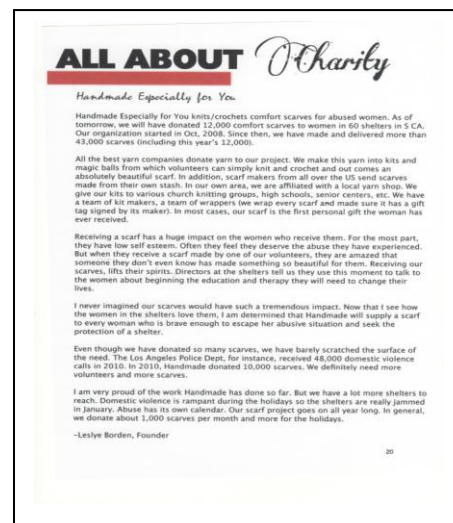 ALL ABOUT Charity
Handmade Especially for You
Handmade Especially for You knits/crochets comfort scarves for abused women. As of
tomorrow, we will have donated 12,000 comfort scarves to women in 60 shelters in S CA.
Our organization started in Oct, 2008. Since then, we have made and delivered more than
43,000 scarves (including this year's 12,000).
All the best yarn companies donate yarn to our project. We make this yarn into kits and
magic balls from which volunteers can simply knit and crochet and out comes an
absolutely beautiful scarf. In addition, scarf makers from all over the US send scarves
made from their own stash. In our own area, we are affiliated with a local yarn shop. We
give our kits to various church knitting groups, high schools, senior centers, etc. We have
a team of kit makers, a team of wrappers (we wrap every scarf and made sure it has a gift
tag signed by its maker). In most cases, our scarf is the first personal gift the woman has
ever received.
Receiving a scarf has a huge impact on the women who receive them. For the most part,
they have low self esteem. Often they feel they deserve the abuse they have experienced.
But when they receive a scarf made by one of our volunteers, they are amazed that
someone they don't even know has made something so beautiful for them. Receiving our
scarves, lifts their spirits. Directors at the shelters tell us they use this moment to talk to
the women about beginning the education and therapy they will need to change their
lives.
I never imagined our scarves would have such a tremendous impact. Now that I see how
the women in the shelters love them, I am determined that Handmade will supply a scarf
to every woman who is brave enough to escape her abusive situation and seek the
protection of a shelter.
Even though we have donated so many scarves, we have barely scratched the surface of
the need. The Los Angeles Police Dept, for instance, received 48,000 domestic violence
calls in 2010. In 2010, Handmade donated 10,000 scarves. We definitely need more
volunteers and more scarves.
I am very proud of the work Handmade has done so far. But we have a lot more shelters to
reach. Domestic violence is rampant during the holidays so the shelters are really jammed
in January. Abuse has its own calendar. Our scarf project goes on all year long. In general,
we donate about 1,000 scarves per month and more for the holidays.
–Leslye Borden, Founder
20